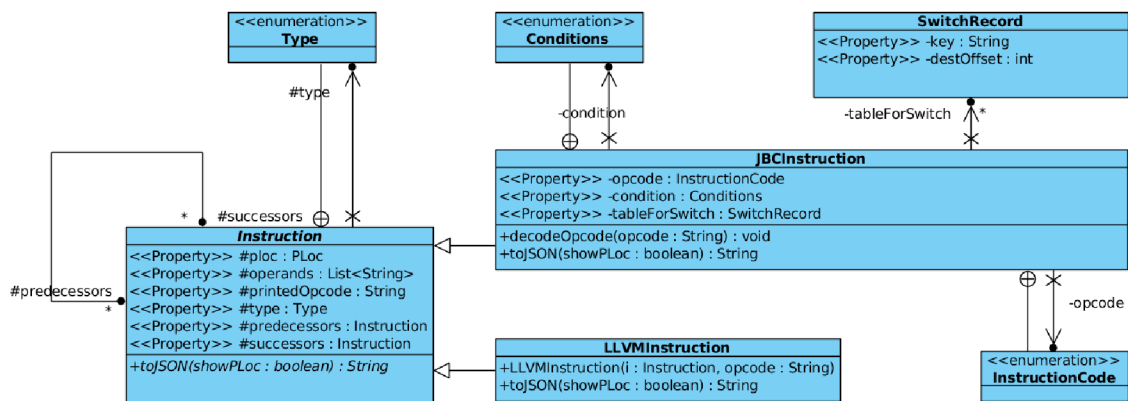 <<enumeration>>
Type
<<enumeration>>
Conditions
SwitchRecord
<<Property>> -key : String
<<Property>> -destOffset : int
#type
-condition
-tableForSwitch
*
JBCInstruction
<<Property>> -opcode : InstructionCode
<<Property>> -condition : Conditions
<<Property>> -tableForSwitch : SwitchRecord
+decodeOpcode(opcode : String) : void
+toJSON(showPLoc : boolean) : String
*
#successors
Instruction
<<Property>> #ploc : PLoc
<<Property>> #operands : List<String>
<<Property>> #printedOpcode : String
<<Property>> #type : Type
<<Property>> #predecessors : Instruction
<<Property>> #successors : Instruction
+toJSON(showPLoc : boolean) : String
#predecessors
*
-opcode
LLVMInstruction
+LLVMInstruction(i : Instruction, opcode : String)
+toJSON(showPLoc : boolean) : String
<<enumeration>>
InstructionCode